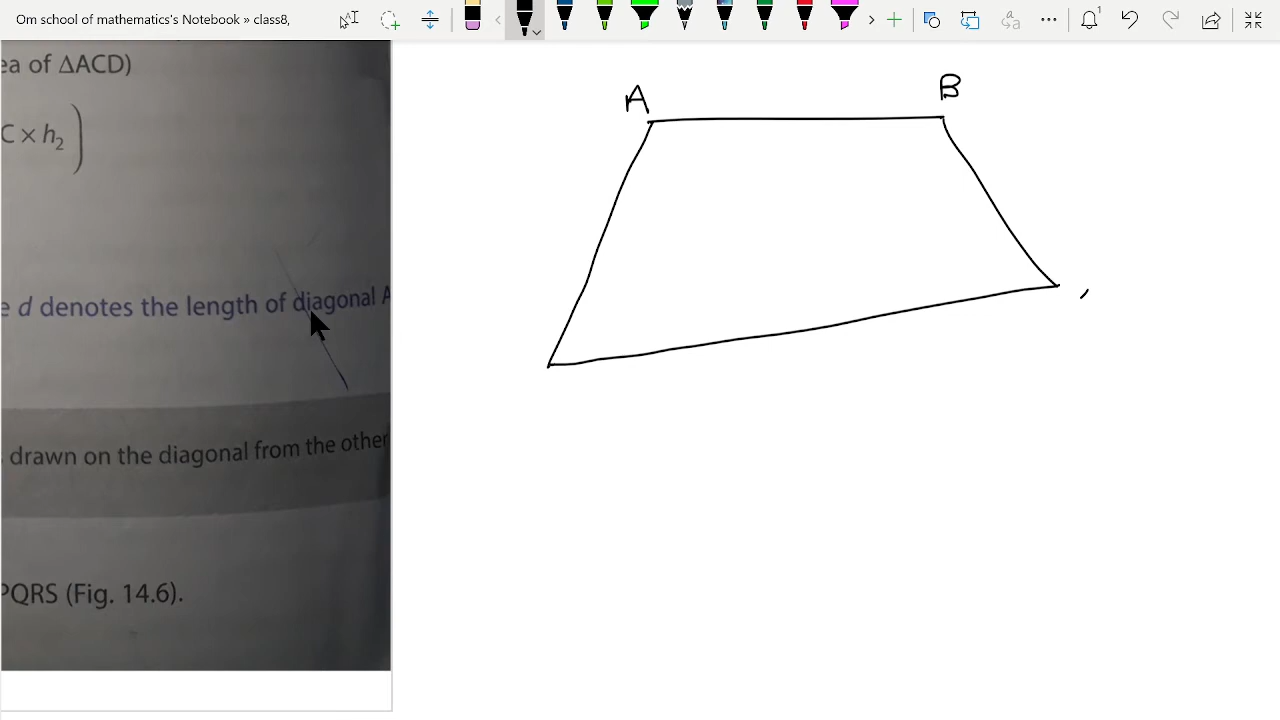 Om school of mathematics's Notebook » class8,
ea of ΔACD)
C × h₂)
e d denotes the length of diagonal A
drawn on the diagonal from the other
PQRS (Fig. 14.6).
A
B